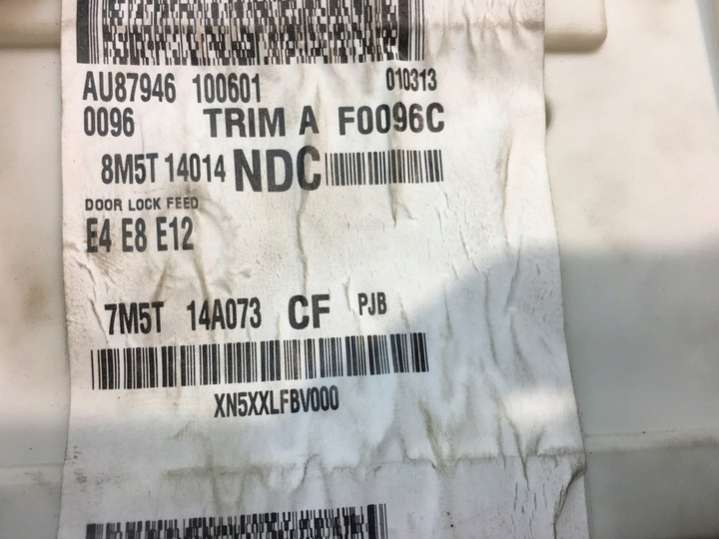 AU87946 100601 010313
0096 TRIM A F0096C
8M5T 14014 NDC
DOOR LOCK FEED
E4 E8 E12
7M5T 14A073 CF PJB
XN5XXLFBV000